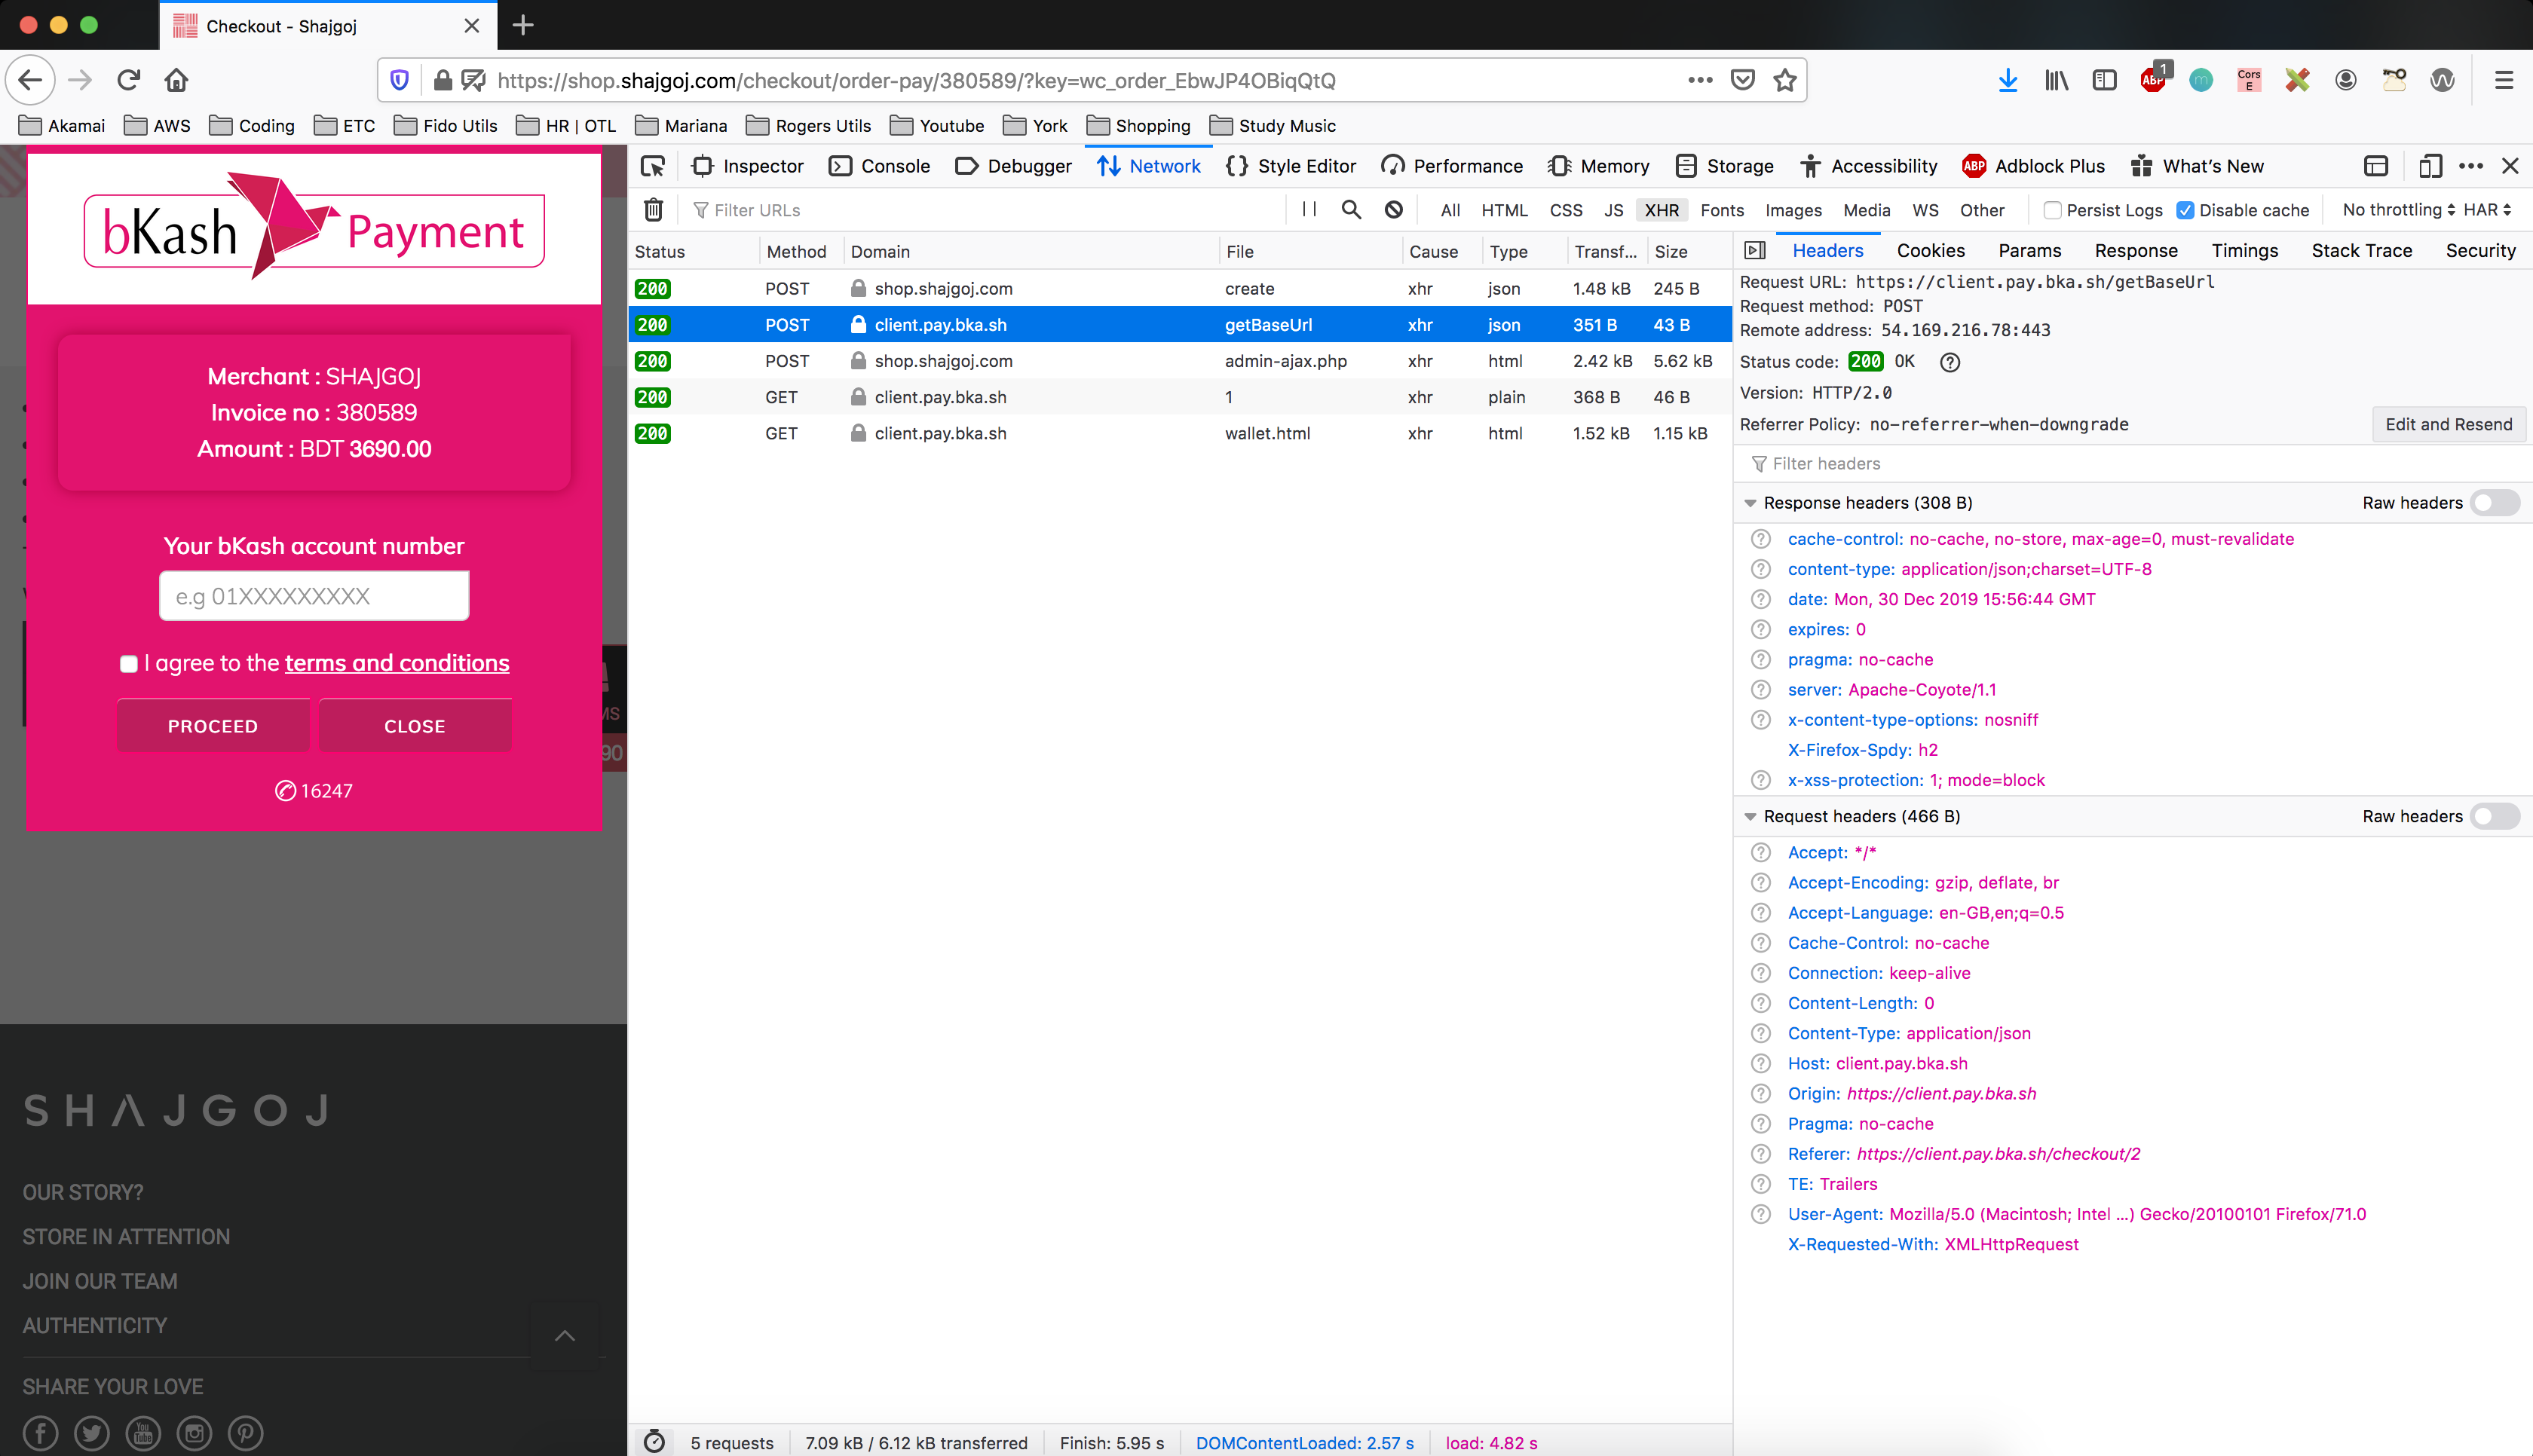 Checkout - Shajgoj
https://shop.shajgoj.com/checkout/order-pay/380589/?key=wc_order_EbwJP4OBiqQtQ
ABP 1
m
Cors E
Akamai AWS Coding ETC Fido Utils HR | OTL Mariana Rogers Utils Youtube York Shopping Study Music
bKash Payment
Merchant : SHAJGOJ
Invoice no : 380589
Amount : BDT 3690.00
Your bKash account number
e.g 01XXXXXXXXX
I agree to the terms and conditions
PROCEED CLOSE
16247
MS
90
SHAJGOJ
OUR STORY?
STORE IN ATTENTION
JOIN OUR TEAM
AUTHENTICITY
SHARE YOUR LOVE
You Tube
Inspector Console Debugger Network Style Editor Performance Memory Storage Accessibility ABP Adblock Plus What's New
Filter URLs All HTML CSS JS XHR Fonts Images Media WS Other Persist Logs Disable cache No throttling HAR
Status Method Domain File Cause Type Transf... Size
200 POST shop.shajgoj.com create xhr json 1.48 kB 245 B
200 POST client.pay.bka.sh getBaseUrl xhr json 351 B 43 B
200 POST shop.shajgoj.com admin-ajax.php xhr html 2.42 kB 5.62 kB
200 GET client.pay.bka.sh 1 xhr plain 368 B 46 B
200 GET client.pay.bka.sh wallet.html xhr html 1.52 kB 1.15 kB
5 requests 7.09 kB / 6.12 kB transferred Finish: 5.95 s DOMContentLoaded: 2.57 s load: 4.82 s
Headers Cookies Params Response Timings Stack Trace Security
Request URL: https://client.pay.bka.sh/getBaseUrl
Request method: POST
Remote address: 54.169.216.78:443
Status code: 200 OK ?
Version: HTTP/2.0
Referrer Policy: no-referrer-when-downgrade Edit and Resend
Filter headers
Response headers (308 B) Raw headers
? cache-control: no-cache, no-store, max-age=0, must-revalidate
? content-type: application/json;charset=UTF-8
? date: Mon, 30 Dec 2019 15:56:44 GMT
? expires: 0
? pragma: no-cache
? server: Apache-Coyote/1.1
? x-content-type-options: nosniff
X-Firefox-Spdy: h2
? x-xss-protection: 1; mode=block
Request headers (466 B) Raw headers
? Accept: */*
? Accept-Encoding: gzip, deflate, br
? Accept-Language: en-GB,en;q=0.5
? Cache-Control: no-cache
? Connection: keep-alive
? Content-Length: 0
? Content-Type: application/json
? Host: client.pay.bka.sh
? Origin: https://client.pay.bka.sh
? Pragma: no-cache
? Referer: https://client.pay.bka.sh/checkout/2
? TE: Trailers
? User-Agent: Mozilla/5.0 (Macintosh; Intel ...) Gecko/20100101 Firefox/71.0
X-Requested-With: XMLHttpRequest